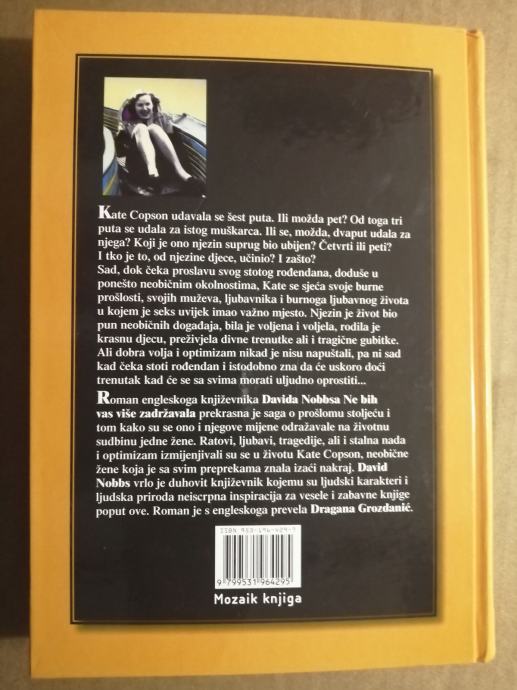 Kate Copson udavala se šest puta. Ili možda pet? Od toga tri
puta se udala za istog muškarca. Ili se, možda, dvaput udala za
njega? Koji je ono njezin suprug bio ubijen? Četvrti ili peti?
I tko je to, od njezine djece, učinio? I zašto?
Sad, dok čeka proslavu svog stotog rođendana, doduše u
ponešto neobičnim okolnostima, Kate se sjeća svoje burne
prošlosti, svojih muževa, ljubavnika i burnoga ljubavnog života
u kojem je seks uvijek imao važno mjesto. Njezin je život bio
pun neobičnih događaja, bila je voljena i voljela, rodila je
krasnu djecu, preživjela divne trenutke ali i tragične gubitke.
Ali dobra volja i optimizam nikad je nisu napuštali, pa ni sad
kad čeka stoti rođendan i istodobno zna da će uskoro doći
trenutak kad će se sa svima morati uljudno oprostiti...
Roman engleskoga književnika Davida Nobbsa Ne bih
vas više zadržavala prekrasna je saga o prošlomu stoljeću i
tom kako su se ono i njegove mijene odražavale na životnu
sudbinu jedne žene. Ratovi, ljubavi, tragedije, ali i stalna nada
i optimizam izmijenjivali su se u životu Kate Copson, neobične
žene koja je sa svim preprekama znala izaći nakraj. David
Nobbs vrlo je duhovit književnik kojemu su ljudski karakteri i
ljudska priroda neiscrpna inspiracija za vesele i zabavne knjige
poput ove. Roman je s engleskoga prevela Dragana Grozdanić.
ISBN 953-196-429-7
9 799531 964295
Mozaik knjiga